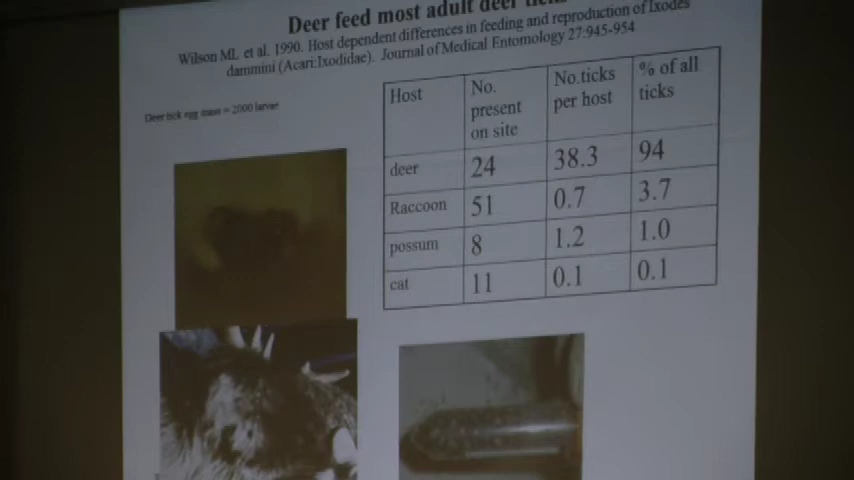 Deer feed most adult deer
Wilson ML et al. 1990. Host dependent differences in feeding and reproduction of Ixodes
dammini (Acari:Ixodidae). Journal of Medical Entomology 27:945-954
Deer tick egg mass = 2000 larvae
Host No. present on site No.ticks per host % of all ticks
deer 24 38.3 94
Raccoon 51 0.7 3.7
possum 8 1.2 1.0
cat 11 0.1 0.1